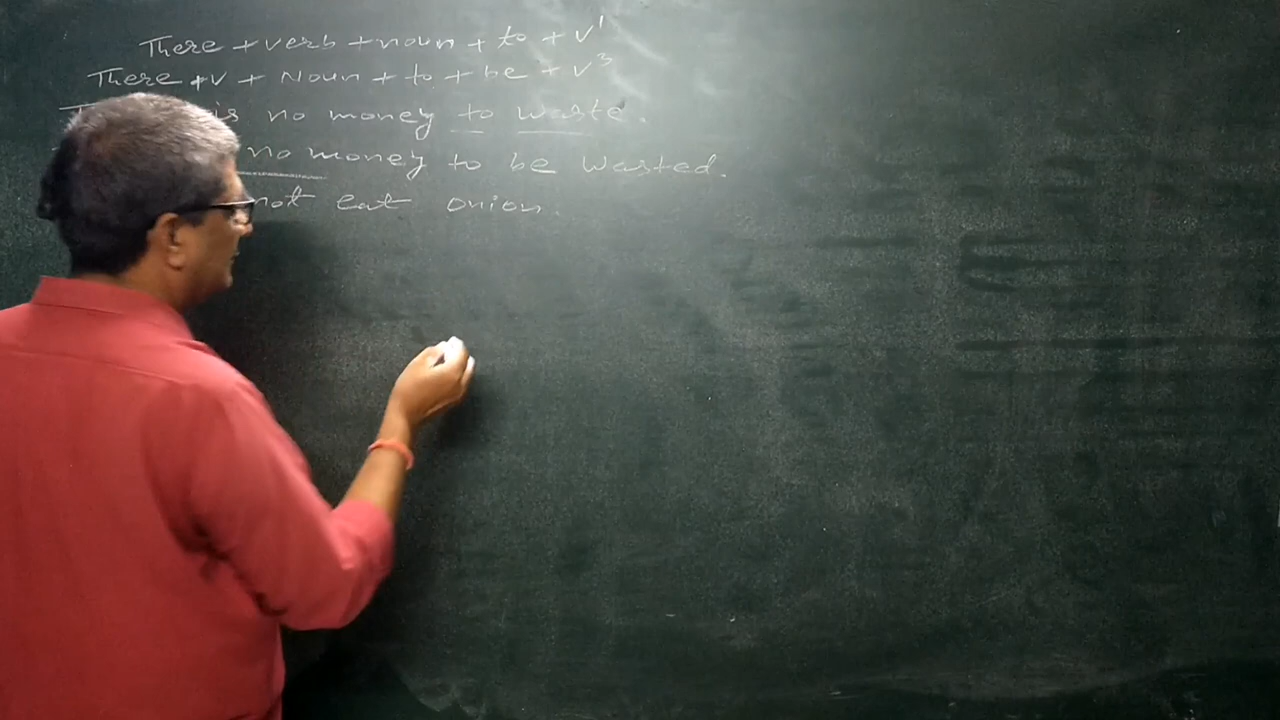 There + verb + noun + to + v¹
There + v + Noun + to + be + v³
is no money to waste.
no money to be wasted.
not eat onion.